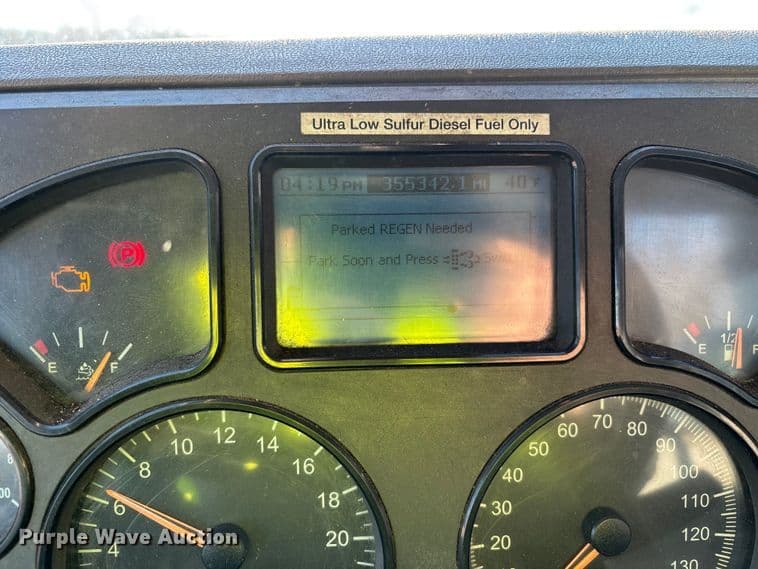 Ultra Low Sulfur Diesel Fuel Only
04:19 PM 355342.1 MI 40°F
Parked REGEN Needed
Park Soon and Press
P
E F
E 1/2 F
4 6 8 10 12 14 16 18 20
20 30 40 50 60 70 80 90 100 110 120 130
8
00
Purple Wave Auction